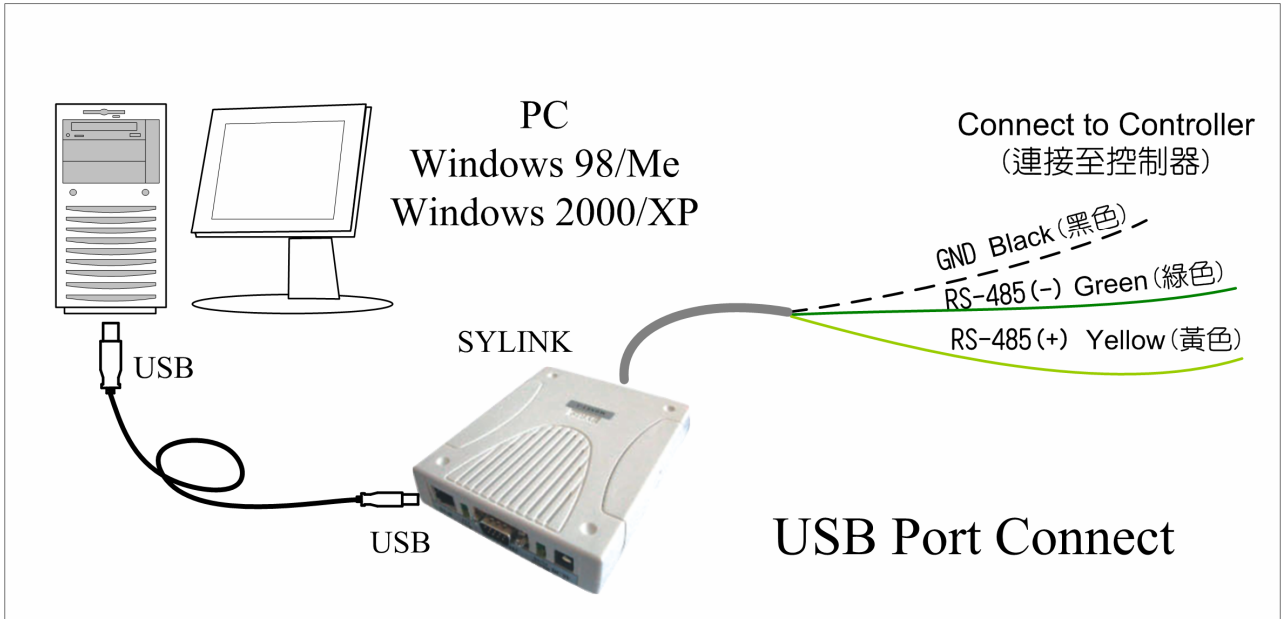 PC
Windows 98/Me
Windows 2000/XP
Connect to Controller
(連接至控制器)
GND Black(黑色)
RS-485(-) Green(綠色)
RS-485(+) Yellow(黃色)
SYLINK
USB
USB
USB Port Connect